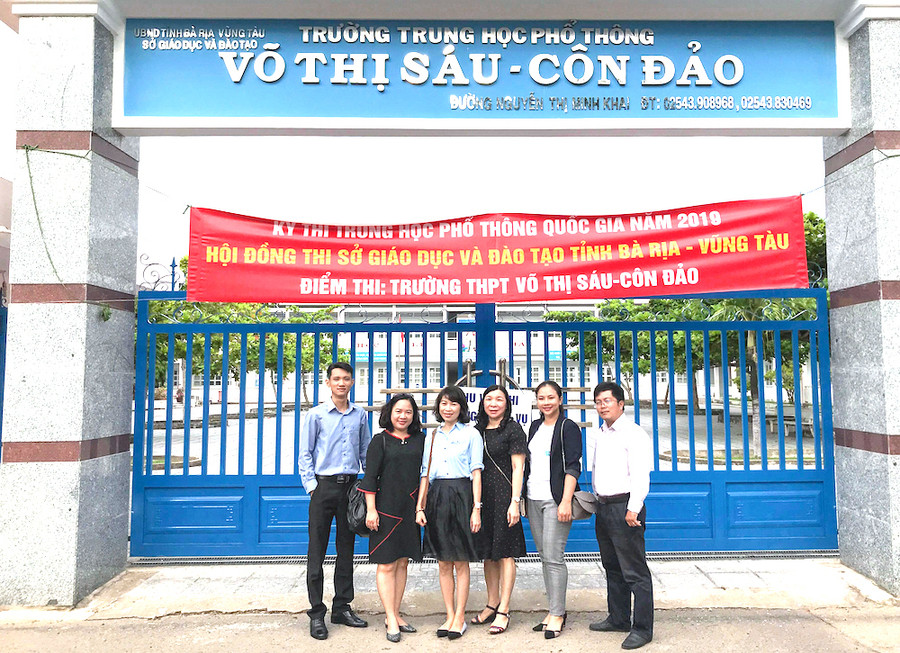 UBND TỈNH BÀ RỊA VŨNG TÀU
SỞ GIÁO DỤC VÀ ĐÀO TẠO
TRƯỜNG TRUNG HỌC PHỔ THÔNG
VÕ THỊ SÁU - CÔN ĐẢO
ĐƯỜNG NGUYỄN THỊ MINH KHAI ĐT: 02543.908968, 02543.830469
KỲ THI TRUNG HỌC PHỔ THÔNG QUỐC GIA NĂM 2019
HỘI ĐỒNG THI SỞ GIÁO DỤC VÀ ĐÀO TẠO TỈNH BÀ RỊA - VŨNG TÀU
ĐIỂM THI: TRƯỜNG THPT VÕ THỊ SÁU-CÔN ĐẢO